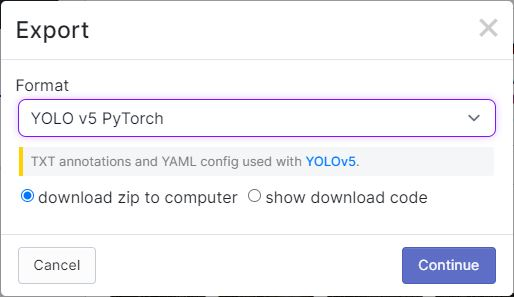 Export
Format
YOLO v5 PyTorch
TXT annotations and YAML config used with YOLOv5.
download zip to computer show download code
Cancel Continue